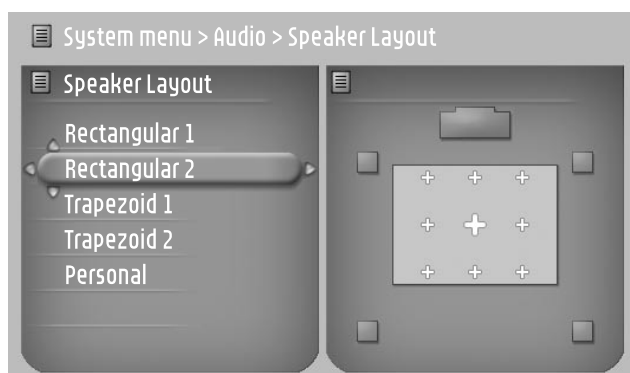 System menu > Audio > Speaker Layout
Speaker Layout
Rectangular 1
Rectangular 2
Trapezoid 1
Trapezoid 2
Personal